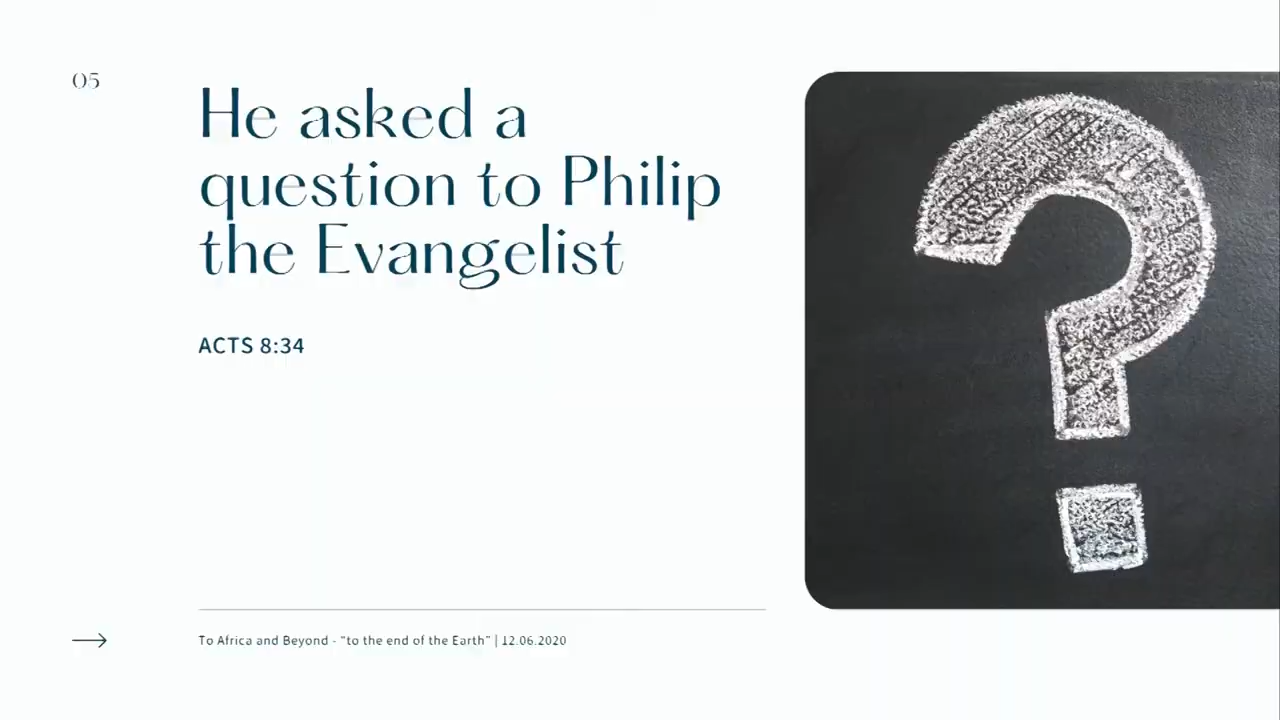 05
He asked a
question to Philip
the Evangelist
ACTS 8:34
To Africa and Beyond - "to the end of the Earth" | 12.06.2020